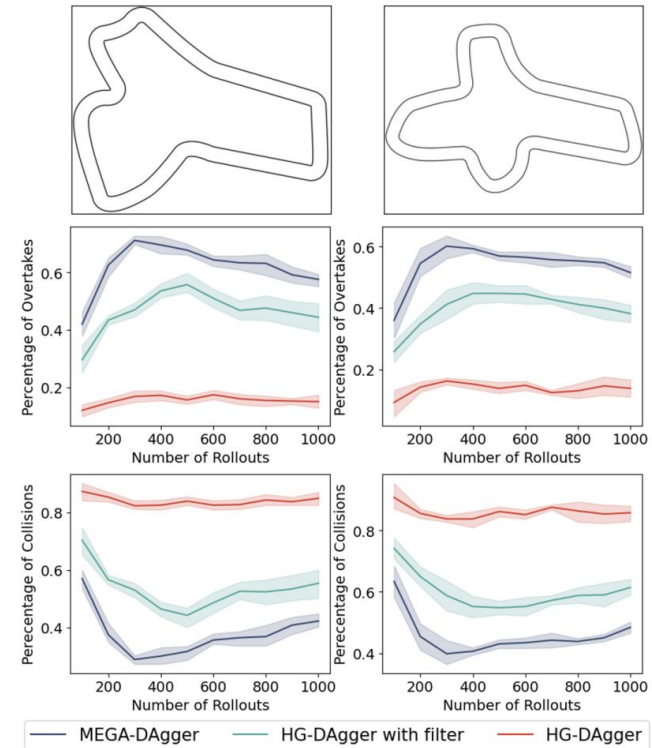 Percentage of Overtakes
0.6
0.4
0.2
200 400 600 800 1000
Number of Rollouts
Percentage of Overtakes
0.6
0.4
0.2
200 400 600 800 1000
Number of Rollouts
Perecentage of Collisions
0.8
0.6
0.4
200 400 600 800 1000
Number of Rollouts
Perecentage of Collisions
0.8
0.6
0.4
200 400 600 800 1000
Number of Rollouts
MEGA-DAgger HG-DAgger with filter HG-DAgger